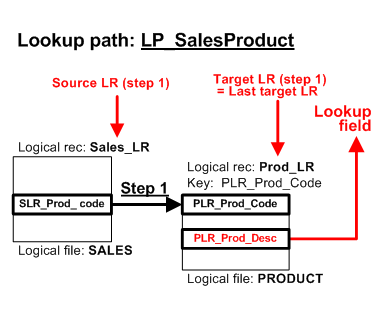 Lookup path: LP_SalesProduct
Source LR (step 1)
Target LR (step 1)
= Last target LR
Lookup
field
Logical rec: Sales_LR
Logical rec: Prod_LR
Key: PLR_Prod_Code
Step 1
SLR_Prod_ code
PLR_Prod_Code
PLR_Prod_Desc
Logical file: SALES
Logical file: PRODUCT